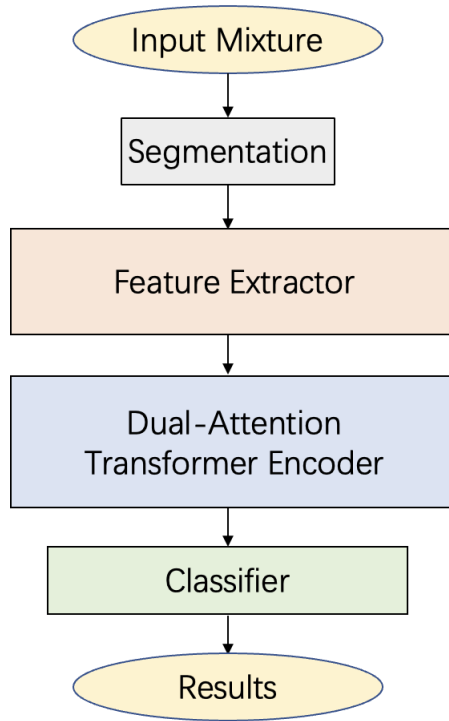 Input Mixture
Segmentation
Feature Extractor
Dual-Attention
Transformer Encoder
Classifier
Results